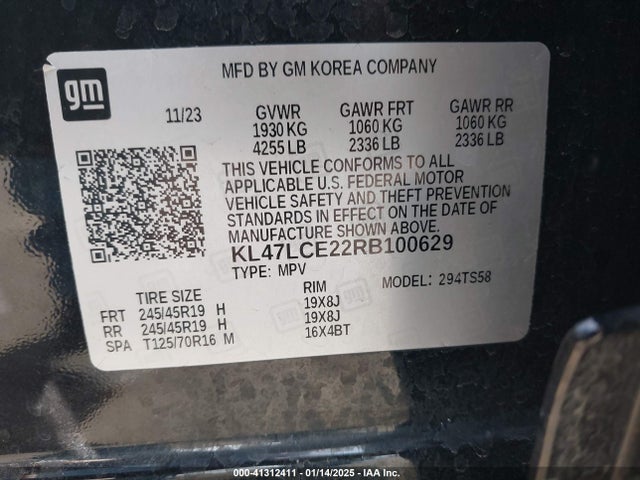 gm
MFD BY GM KOREA COMPANY
11/23 GVWR GAWR FRT GAWR RR
1930 KG 1060 KG 1060 KG
4255 LB 2336 LB 2336 LB
THIS VEHICLE CONFORMS TO ALL
APPLICABLE U.S. FEDERAL MOTOR
VEHICLE SAFETY AND THEFT PREVENTION
STANDARDS IN EFFECT ON THE DATE OF
MANUFACTURE SHOWN ABOVE.
KL47LCE22RB100629
TYPE: MPV MODEL: 294TS58
TIRE SIZE RIM
FRT 245/45R19 H 19X8J
RR 245/45R19 H 19X8J
SPA T125/70R16 M 16X4BT
000-41312411 - 01/14/2025 - IAA Inc.